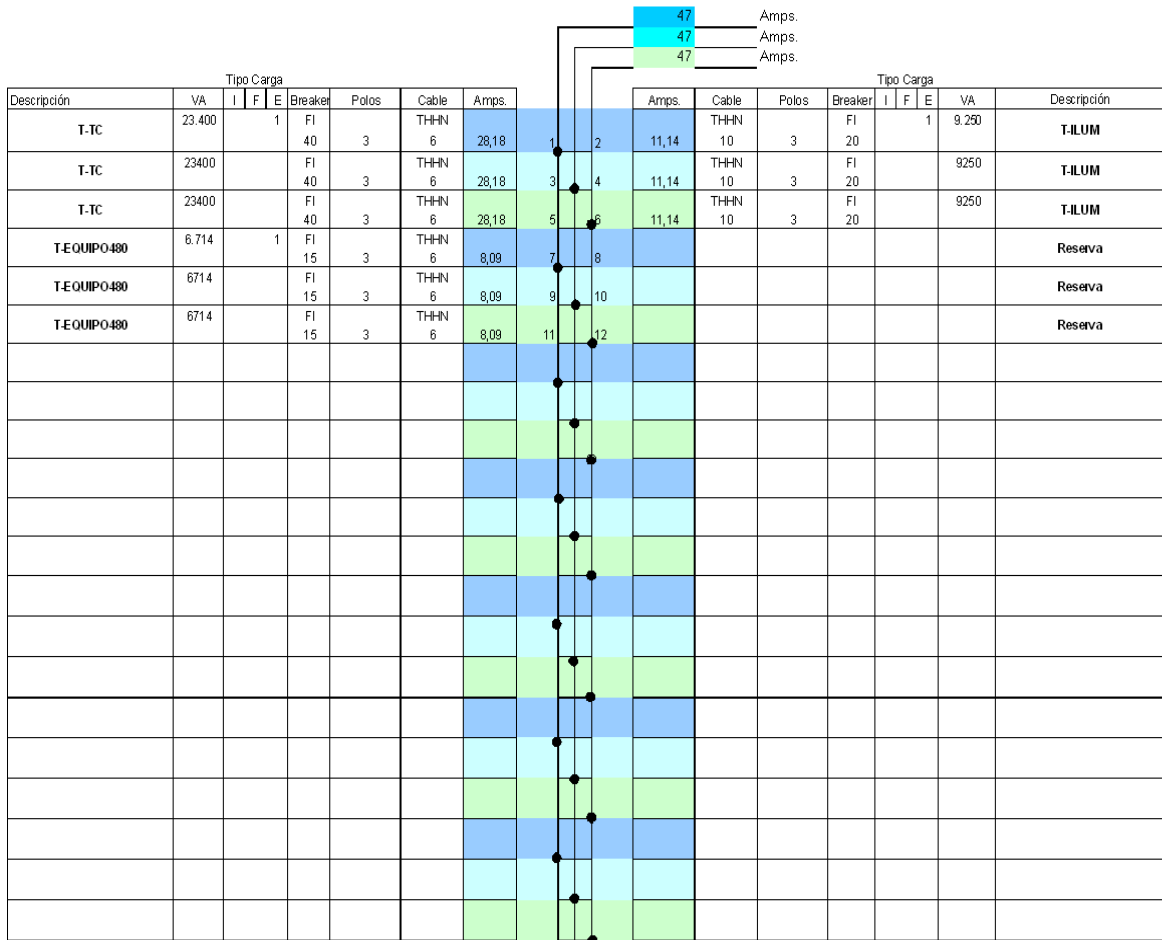 47 Amps.
47 Amps.
47 Amps.
Tipo Carga Tipo Carga
Descripción VA I F E Breaker Polos Cable Amps. Amps. Cable Polos Breaker I F E VA Descripción
T-TC 23.400 1 FI 40 3 THHN 6 28,18 1 2 11,14 THHN 10 3 FI 20 1 9.250 T-ILUM
T-TC 23400 FI 40 3 THHN 6 28,18 3 4 11,14 THHN 10 3 FI 20 9250 T-ILUM
T-TC 23400 FI 40 3 THHN 6 28,18 5 6 11,14 THHN 10 3 FI 20 9250 T-ILUM
T-EQUIPO480 6.714 1 FI 15 3 THHN 6 8,09 7 8 Reserva
T-EQUIPO480 6714 FI 15 3 THHN 6 8,09 9 10 Reserva
T-EQUIPO480 6714 FI 15 3 THHN 6 8,09 11 12 Reserva